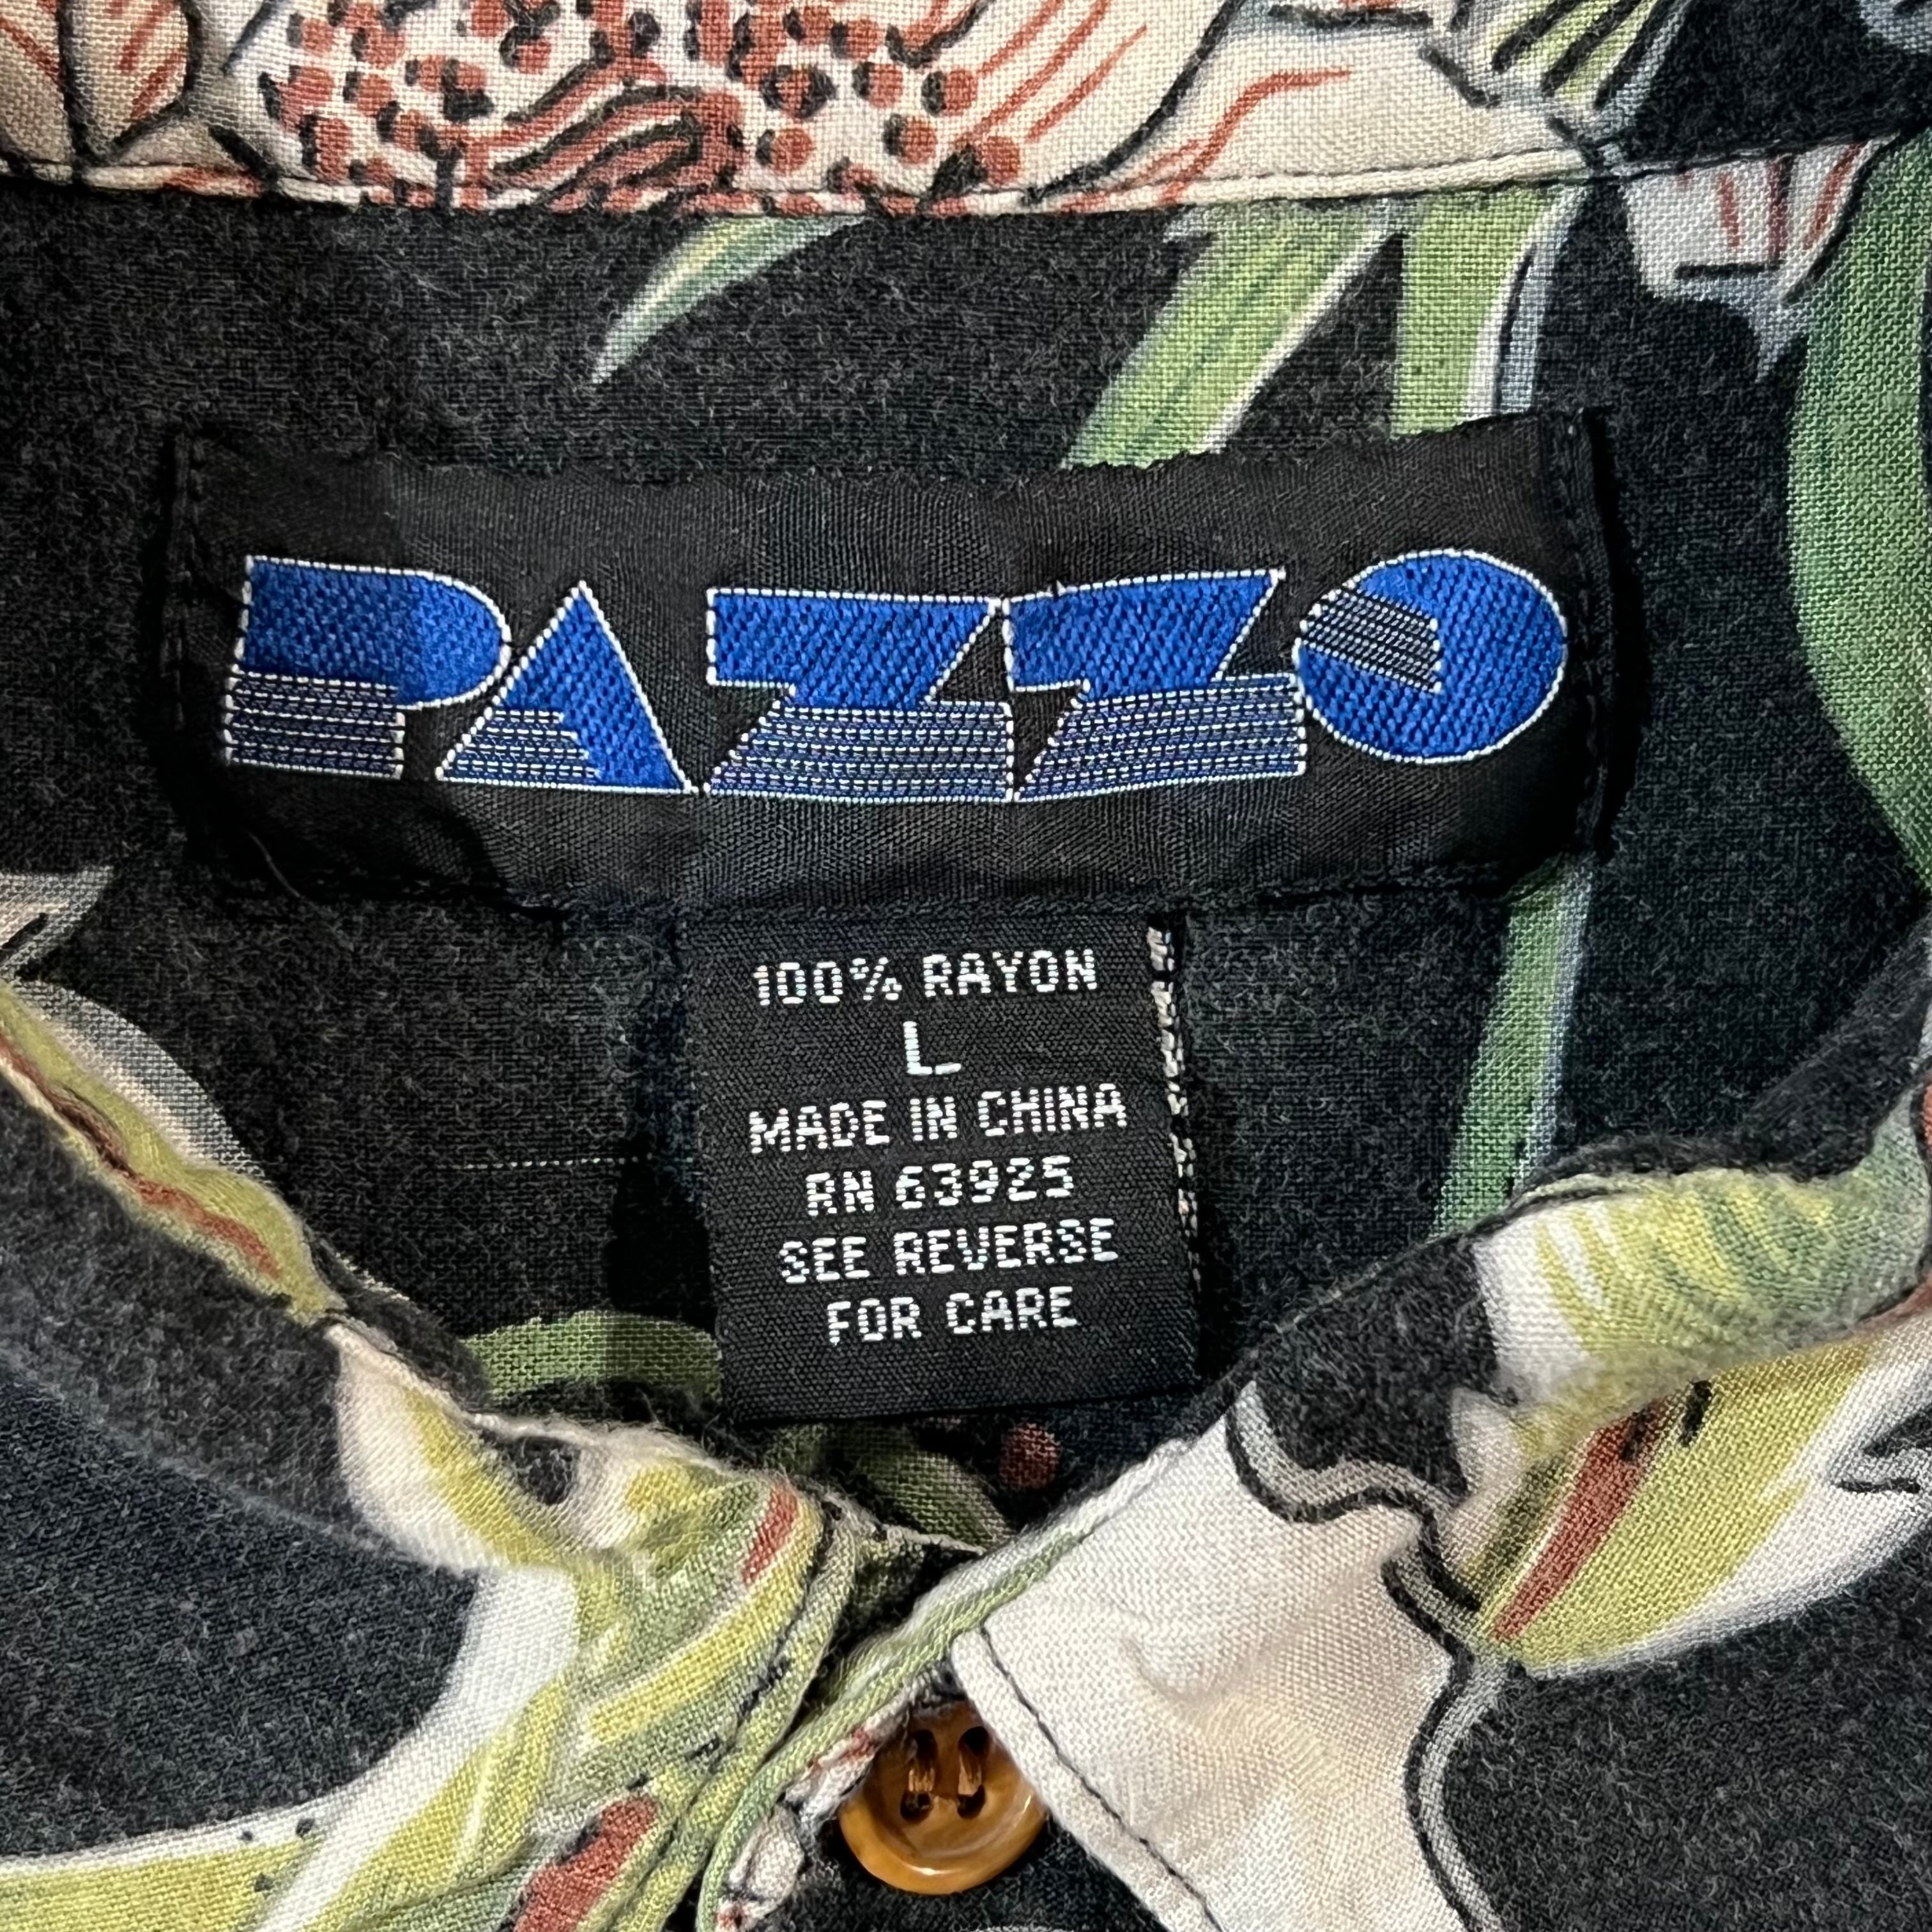 PAZZO
100% RAYON
L
MADE IN CHINA
RN 63925
SEE REVERSE
FOR CARE